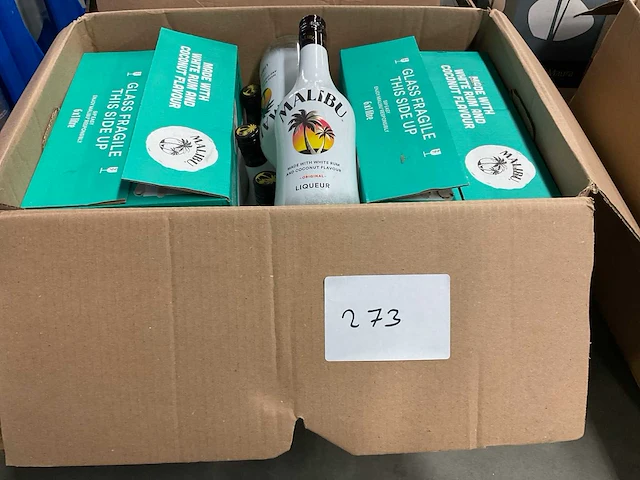 MADE WITH
WHITE RUM AND
COCONUT FLAVOUR
MALIBU
GLASS FRAGILE
THIS SIDE UP
6x1litre
MALIBU
MADE WITH WHITE RUM
AND COCONUT FLAVOUR
ORIGINAL
LIQUEUR
GLASS FRAGILE
THIS SIDE UP
6x1litre
MADE WITH
WHITE RUM AND
COCONUT FLAVOUR
MALIBU
273